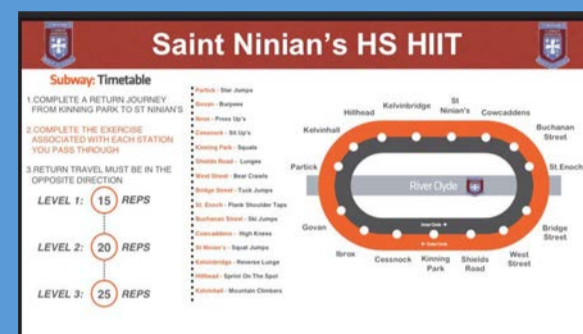 Saint Ninian's HS HIIT
Subway: Timetable
1.COMPLETE A RETURN JOURNEY
FROM KINNING PARK TO ST NINIAN'S
2.COMPLETE THE EXERCISE
ASSOCIATED WITH EACH STATION
YOU PASS THROUGH
3.RETURN TRAVEL MUST BE IN THE
OPPOSITE DIRECTION
LEVEL 1: 15 REPS
LEVEL 2: 20 REPS
LEVEL 3: 25 REPS
Partick - Star Jumps
Govan - Burpees
Ibrox - Press Up's
Cessnock - Sit Up's
Kinning Park - Squats
Shields Road - Lunges
West Street - Bear Crawls
Bridge Street - Tuck Jumps
St. Enoch - Plank Shoulder Taps
Buchanan Street - Ski Jumps
Cowcaddens - High Knees
St Ninian's - Squat Jumps
Kelvinbridge - Reverse Lunge
Hillhead - Sprint On The Spot
Kelvinhall - Mountain Climbers
Kelvinhall
Hillhead
Kelvinbridge
St
Ninian's
Cowcaddens
Buchanan
Street
St.Enoch
Bridge
Street
West
Street
Shields
Road
Kinning
Park
Cessnock
Ibrox
Govan
Partick
River Clyde
Inner Circle
Outer Circle